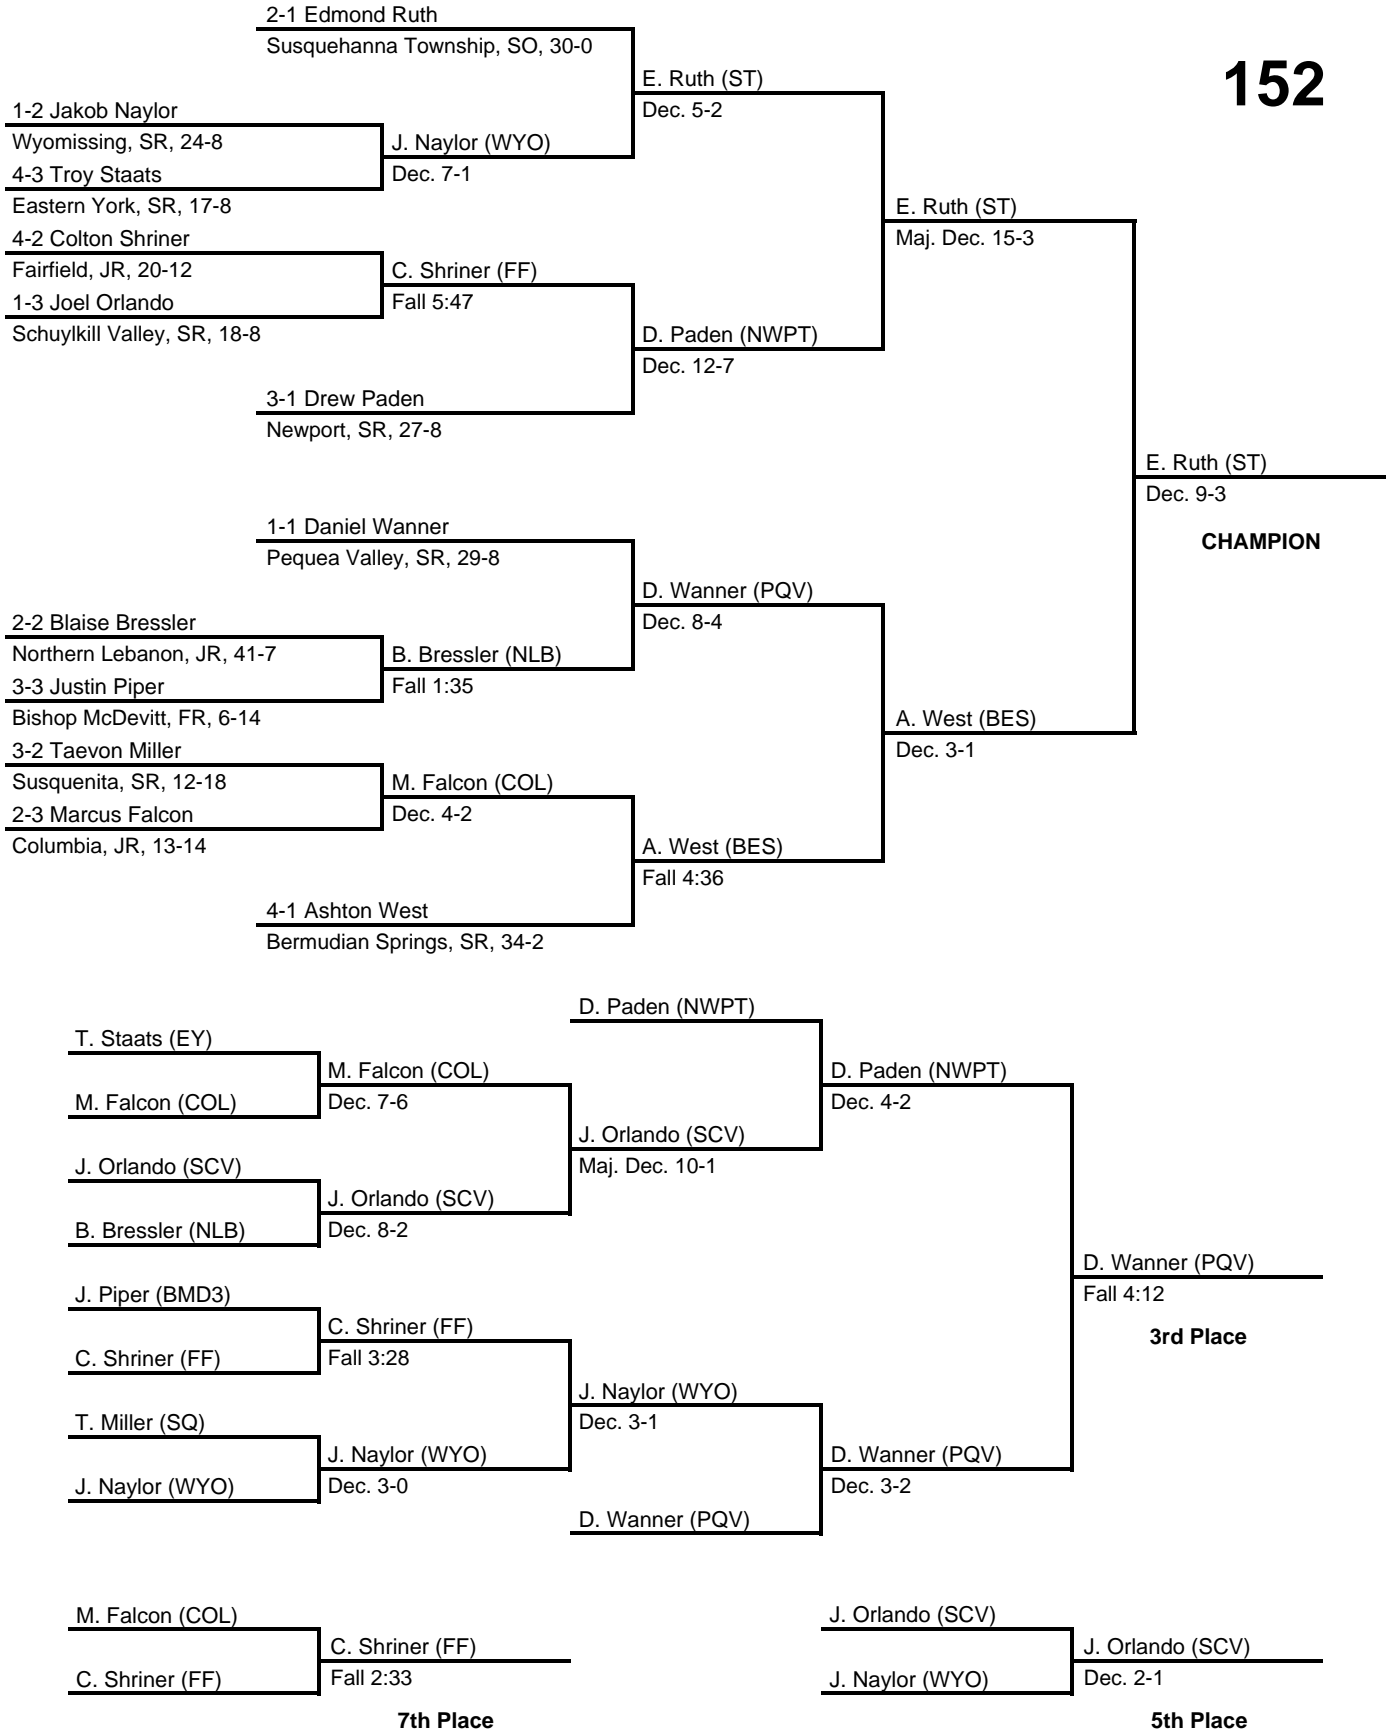 2-1 Edmond Ruth
Susquehanna Township, SO, 30-0
152
E. Ruth (ST)
Dec. 5-2
1-2 Jakob Naylor
Wyomissing, SR, 24-8
J. Naylor (WYO)
Dec. 7-1
4-3 Troy Staats
Eastern York, SR, 17-8
E. Ruth (ST)
Maj. Dec. 15-3
4-2 Colton Shriner
Fairfield, JR, 20-12
C. Shriner (FF)
Fall 5:47
1-3 Joel Orlando
Schuylkill Valley, SR, 18-8
D. Paden (NWPT)
Dec. 12-7
3-1 Drew Paden
Newport, SR, 27-8
E. Ruth (ST)
Dec. 9-3
CHAMPION
1-1 Daniel Wanner
Pequea Valley, SR, 29-8
D. Wanner (PQV)
Dec. 8-4
2-2 Blaise Bressler
Northern Lebanon, JR, 41-7
B. Bressler (NLB)
Fall 1:35
3-3 Justin Piper
Bishop McDevitt, FR, 6-14
A. West (BES)
Dec. 3-1
3-2 Taevon Miller
Susquenita, SR, 12-18
M. Falcon (COL)
Dec. 4-2
2-3 Marcus Falcon
Columbia, JR, 13-14
A. West (BES)
Fall 4:36
4-1 Ashton West
Bermudian Springs, SR, 34-2
D. Paden (NWPT)
T. Staats (EY)
M. Falcon (COL)
Dec. 7-6
M. Falcon (COL)
D. Paden (NWPT)
Dec. 4-2
J. Orlando (SCV)
Maj. Dec. 10-1
J. Orlando (SCV)
J. Orlando (SCV)
Dec. 8-2
B. Bressler (NLB)
D. Wanner (PQV)
Fall 4:12
3rd Place
J. Piper (BMD3)
C. Shriner (FF)
Fall 3:28
C. Shriner (FF)
J. Naylor (WYO)
Dec. 3-1
T. Miller (SQ)
J. Naylor (WYO)
Dec. 3-0
J. Naylor (WYO)
D. Wanner (PQV)
Dec. 3-2
D. Wanner (PQV)
M. Falcon (COL)
C. Shriner (FF)
Fall 2:33
C. Shriner (FF)
7th Place
J. Orlando (SCV)
J. Orlando (SCV)
Dec. 2-1
J. Naylor (WYO)
5th Place